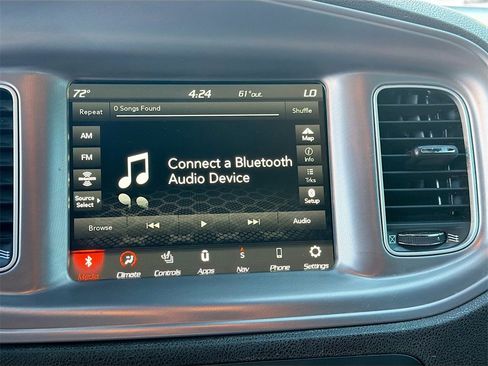 72° 4:24 61°out. LO
Repeat 0 Songs Found Shuffle
AM
FM
Source Select
Connect a Bluetooth
Audio Device
Map
Info
Trks
Setup
Browse Audio
Media Climate Controls Apps Nav Phone Settings
S